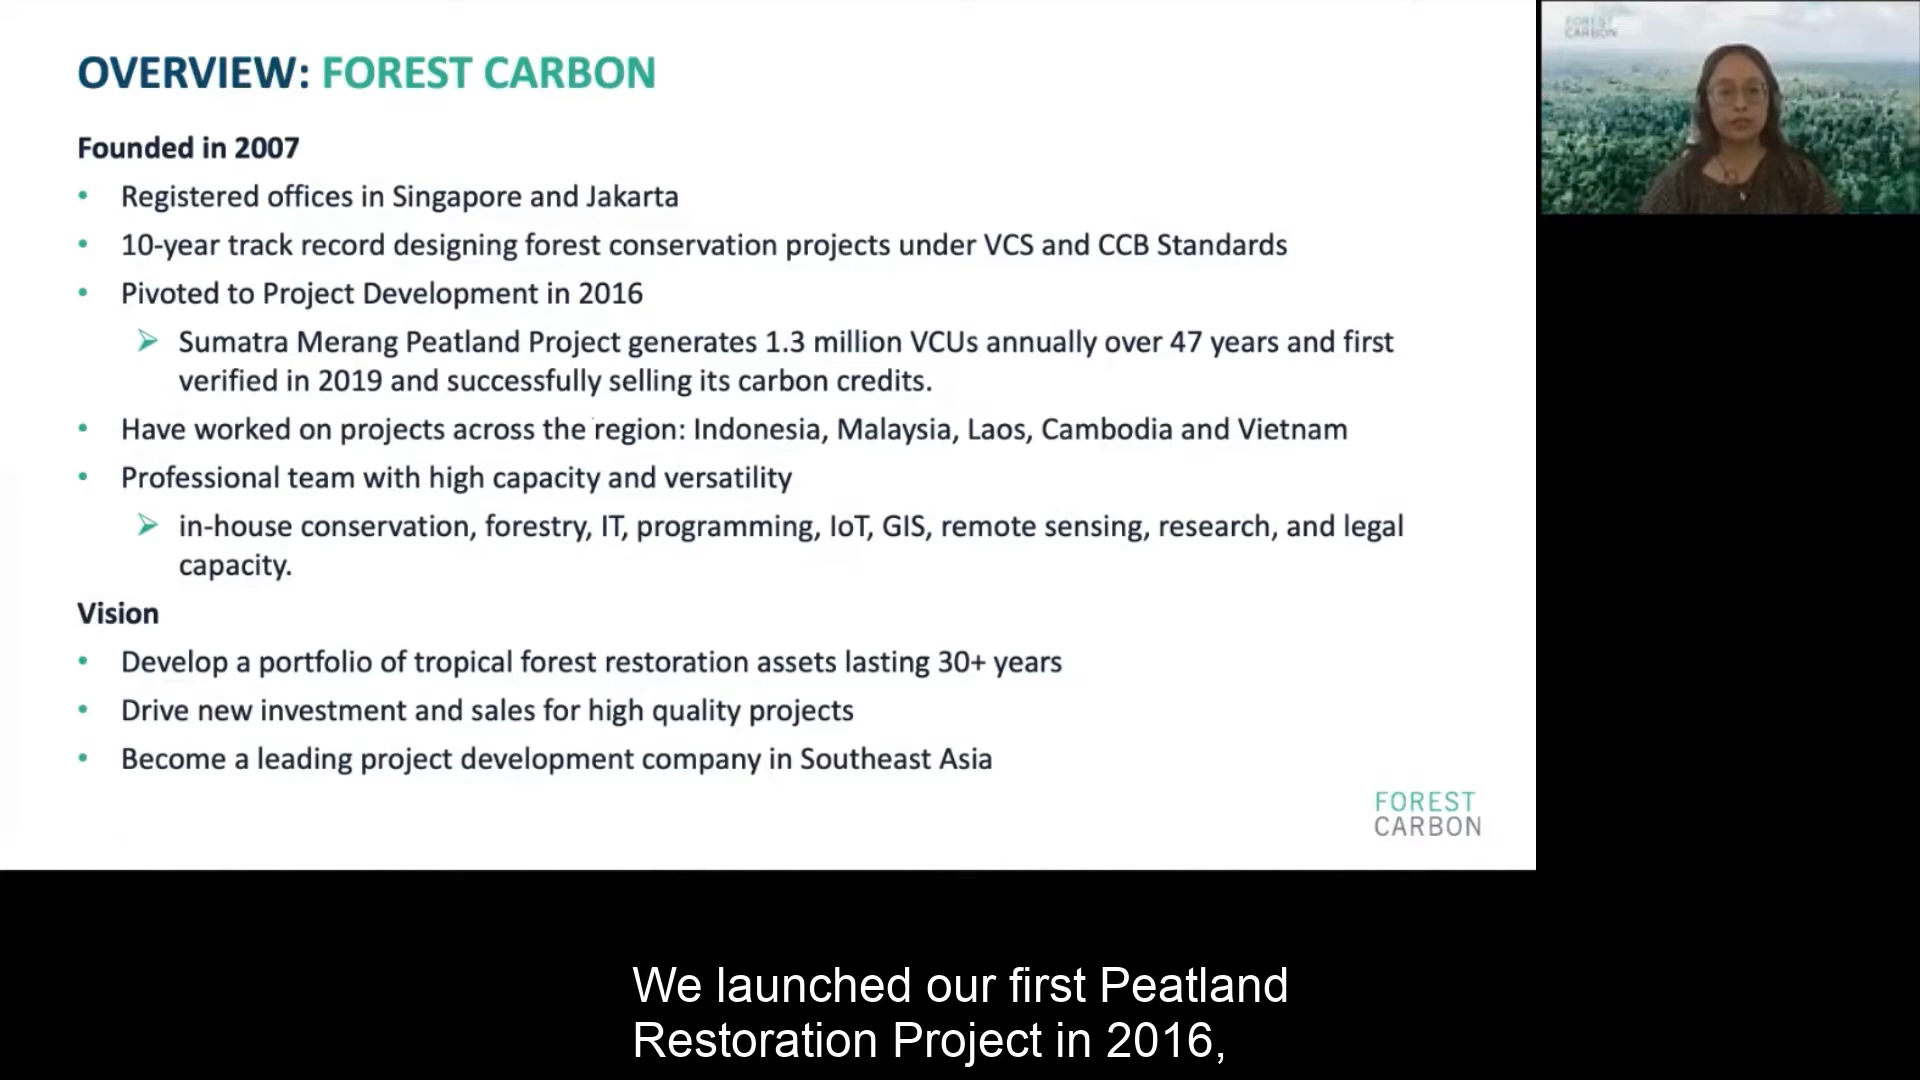 OVERVIEW: FOREST CARBON
Founded in 2007
• Registered offices in Singapore and Jakarta
• 10-year track record designing forest conservation projects under VCS and CCB Standards
• Pivoted to Project Development in 2016
➢ Sumatra Merang Peatland Project generates 1.3 million VCUs annually over 47 years and first
verified in 2019 and successfully selling its carbon credits.
• Have worked on projects across the region: Indonesia, Malaysia, Laos, Cambodia and Vietnam
• Professional team with high capacity and versatility
➢ in-house conservation, forestry, IT, programming, IoT, GIS, remote sensing, research, and legal
capacity.
Vision
• Develop a portfolio of tropical forest restoration assets lasting 30+ years
• Drive new investment and sales for high quality projects
• Become a leading project development company in Southeast Asia
FOREST
CARBON
FOREST
CARBON
We launched our first Peatland
Restoration Project in 2016,